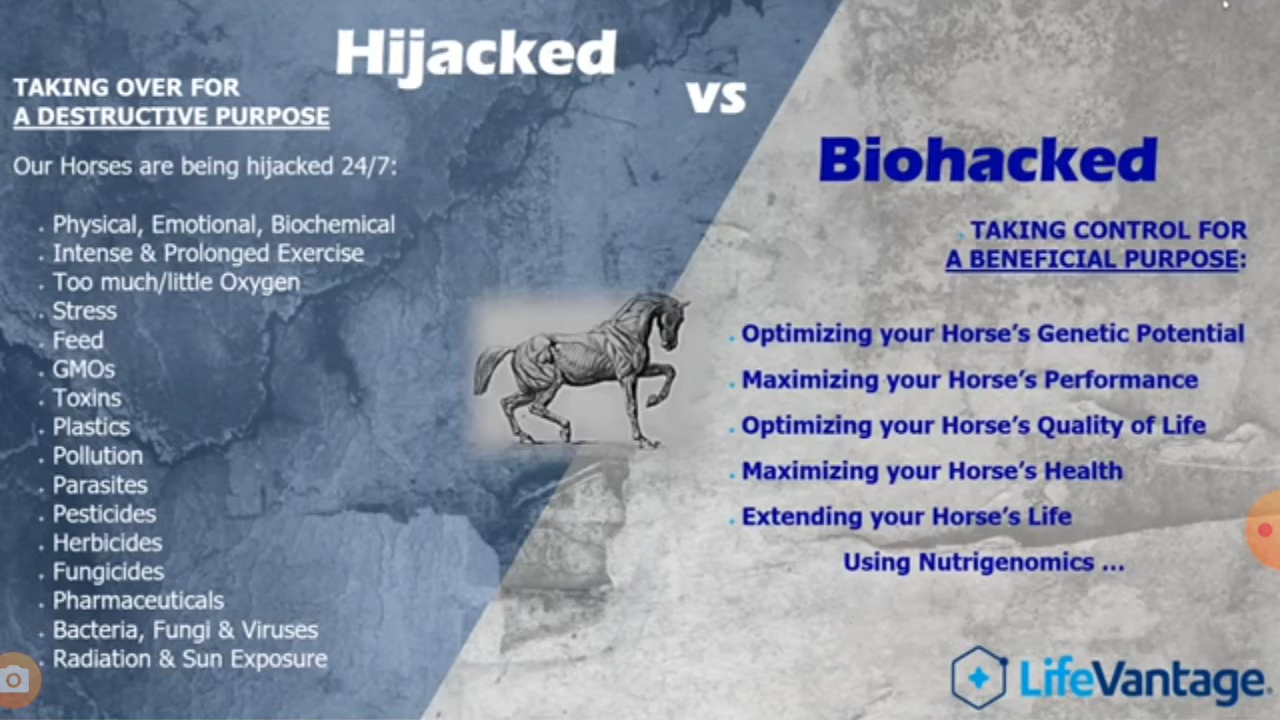 Hijacked
vs
TAKING OVER FOR
A DESTRUCTIVE PURPOSE
Our Horses are being hijacked 24/7:
. Physical, Emotional, Biochemical
. Intense & Prolonged Exercise
. Too much/little Oxygen
. Stress
. Feed
. GMOs
. Toxins
. Plastics
. Pollution
. Parasites
. Pesticides
. Herbicides
. Fungicides
. Pharmaceuticals
. Bacteria, Fungi & Viruses
. Radiation & Sun Exposure
Biohacked
. TAKING CONTROL FOR
A BENEFICIAL PURPOSE:
. Optimizing your Horse’s Genetic Potential
. Maximizing your Horse’s Performance
. Optimizing your Horse’s Quality of Life
. Maximizing your Horse’s Health
. Extending your Horse’s Life
Using Nutrigenomics ...
LifeVantage.